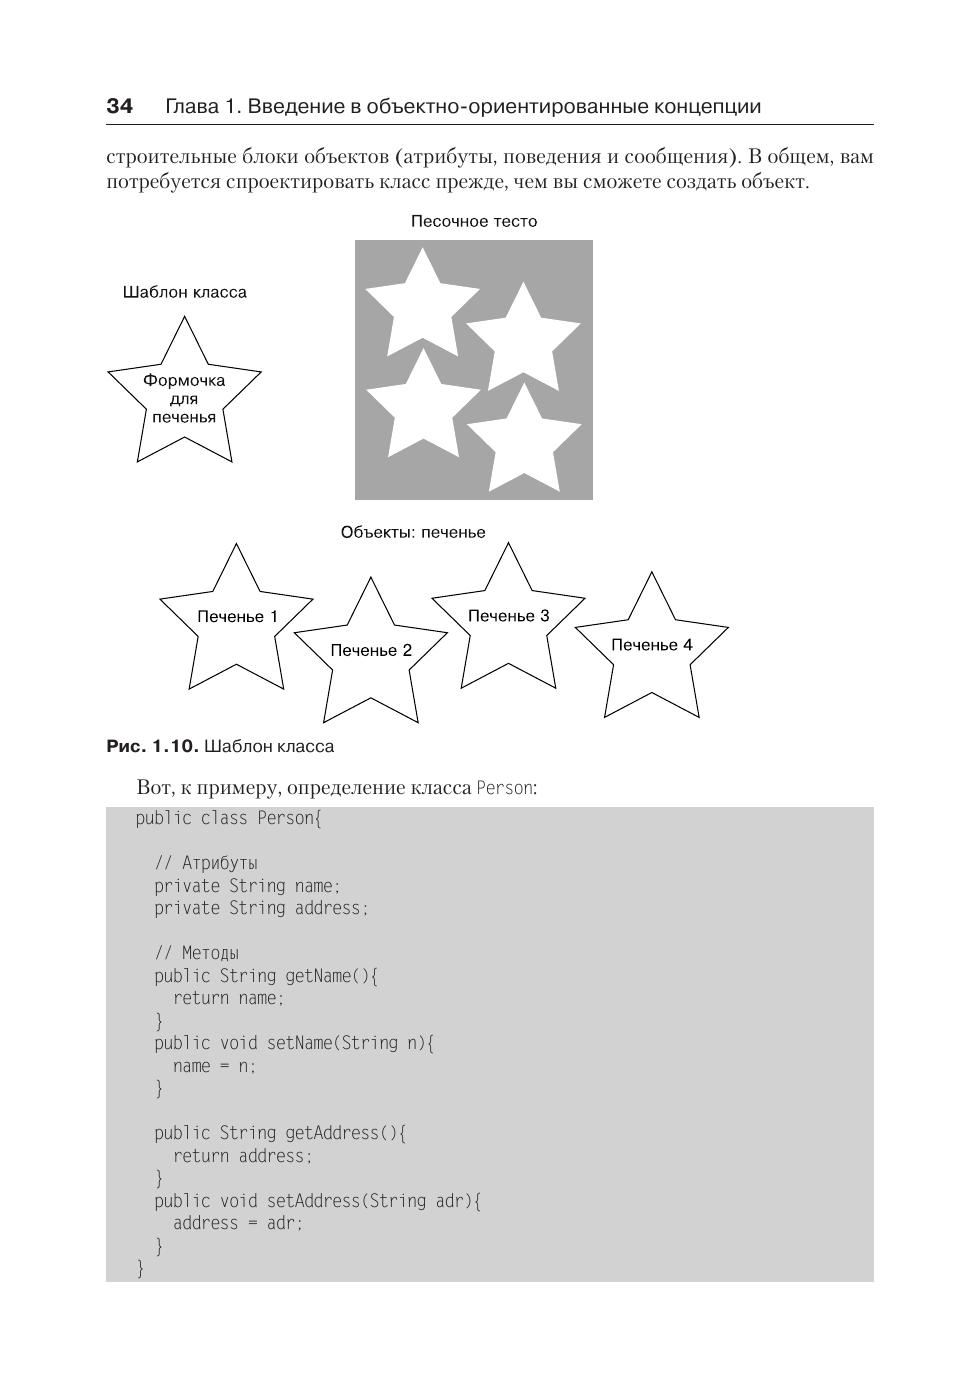 34 Глава 1. Введение в объектно-ориентированные концепции
строительные блоки объектов (атрибуты, поведения и сообщения). В общем, вам
потребуется спроектировать класс прежде, чем вы сможете создать объект.
Песочное тесто
Шаблон класса
Формочка
для
печенья
Объекты: печенье
Печенье 1
Печенье 2
Печенье 3
Печенье 4
Рис. 1.10. Шаблон класса
Вот, к примеру, определение класса Person:
public class Person{
// Атрибуты
private String name;
private String address;
// Методы
public String getName(){
return name;
}
public void setName(String n){
name = n;
}
public String getAddress(){
return address;
}
public void setAddress(String adr){
address = adr;
}
}